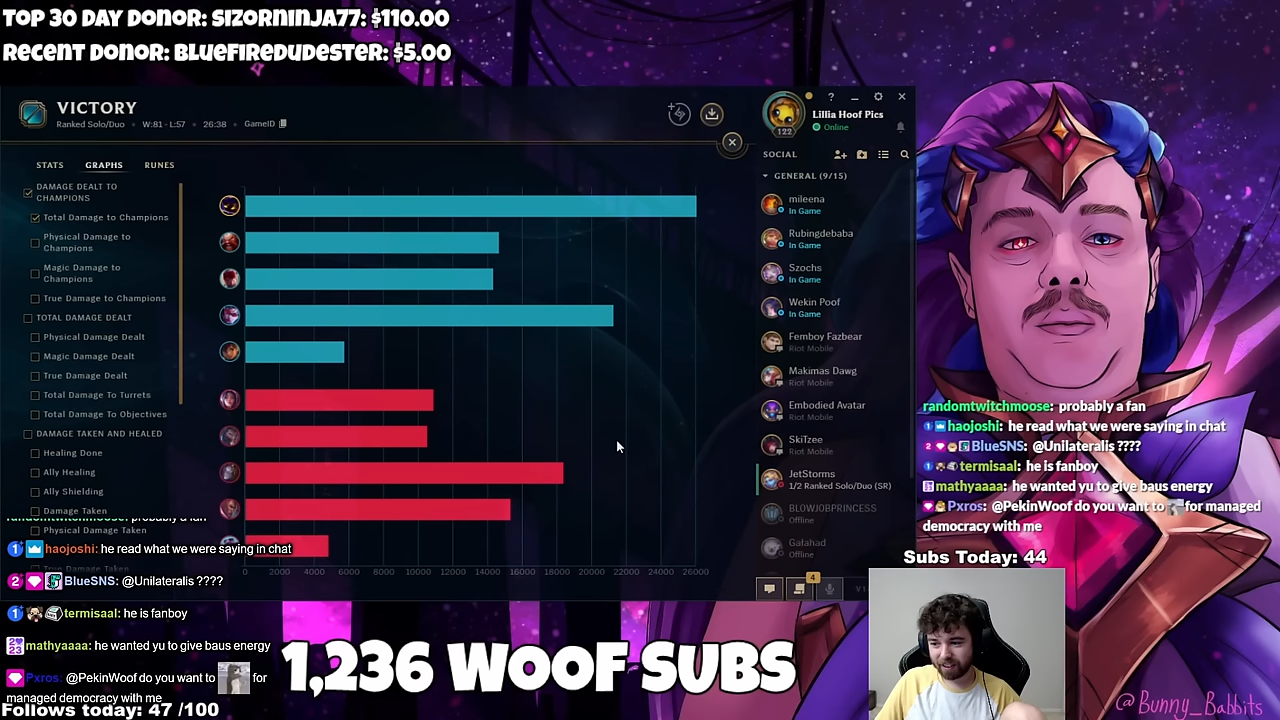 TOP 30 DAY DONOR: SIZORNINJA77: $110.00
RECENT DONOR: BLUEFIREDUDESTER: $5.00
VICTORY
Ranked Solo/Duo • W:81 - L:57 • 26:38 • GameID
122
Lillia Hoof Pics
Online
STATS GRAPHS RUNES
SOCIAL
GENERAL (9/15)
DAMAGE DEALT TO CHAMPIONS
Total Damage to Champions
Physical Damage to Champions
Magic Damage to Champions
True Damage to Champions
TOTAL DAMAGE DEALT
Physical Damage Dealt
Magic Damage Dealt
True Damage Dealt
Total Damage To Turrets
Total Damage To Objectives
DAMAGE TAKEN AND HEALED
Healing Done
Ally Healing
Ally Shielding
Damage Taken
Physical Damage Taken
True Damage Taken
0 2000 4000 6000 8000 10000 12000 14000 16000 18000 20000 22000 24000 26000
mileena
In Game
Rubingdebaba
In Game
Szochs
In Game
Wekin Poof
In Game
Femboy Fazbear
Riot Mobile
Makimas Dawg
Riot Mobile
Embodied Avatar
Riot Mobile
SkiTzee
Riot Mobile
JetStorms
1/2 Ranked Solo/Duo (SR)
BLOWJOBPRINCESS
Offline
Galahad
Offline
4
V1
randomtwitchmoose: probably a fan
haojoshi: he read what we were saying in chat
BlueSNS: @Unilateralis ????
termisaal: he is fanboy
mathyaaaa: he wanted yu to give baus energy
Pxros: @PekinWoof do you want to for managed
democracy with me
Subs Today: 44
randomtwitchmoose: probably a fan
haojoshi: he read what we were saying in chat
BlueSNS: @Unilateralis ????
termisaal: he is fanboy
mathyaaaa: he wanted yu to give baus energy
Pxros: @PekinWoof do you want to for
managed democracy with me
Follows today: 47 /100
1,236 WOOF SUBS
@Bunny_Babbits